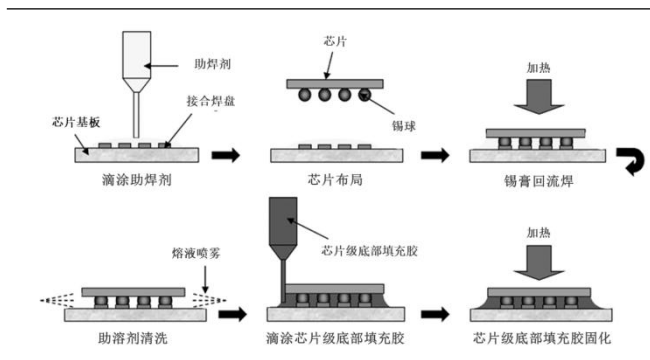 助焊剂
接合焊盘
芯片基板
滴涂助焊剂
芯片
锡球
芯片布局
加热
锡膏回流焊
熔液喷雾
助溶剂清洗
芯片级底部填充胶
滴涂芯片级底部填充胶
加热
芯片级底部填充胶固化